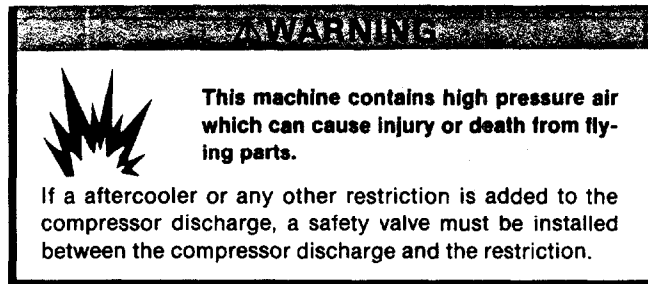 ⚠WARNING
This machine contains high pressure air
which can cause injury or death from fly-
ing parts.
If a aftercooler or any other restriction is added to the
compressor discharge, a safety valve must be installed
between the compressor discharge and the restriction.